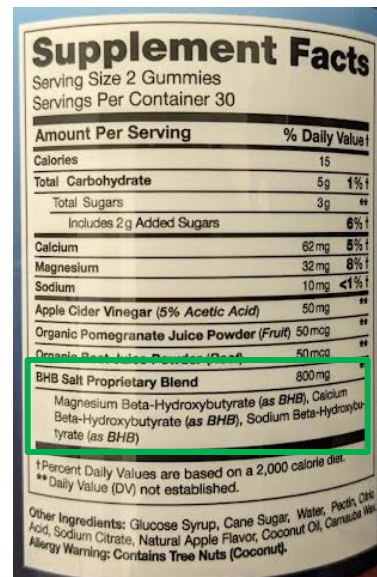 Supplement Facts
Serving Size 2 Gummies
Servings Per Container 30
Amount Per Serving % Daily Value†
Calories 15
Total Carbohydrate 5g 1%†
Total Sugars 3g **
Includes 2g Added Sugars 6%†
Calcium 62mg 5%†
Magnesium 32mg 8%†
Sodium 10mg <1%†
Apple Cider Vinegar (5% Acetic Acid) 50mg **
Organic Pomegranate Juice Powder (Fruit) 50mcg **
Organic Beet Juice Powder (Root) 50mcg **
BHB Salt Proprietary Blend 800mg **
Magnesium Beta-Hydroxybutyrate (as BHB), Calcium
Beta-Hydroxybutyrate (as BHB), Sodium Beta-Hydroxybu-
tyrate (as BHB)
†Percent Daily Values are based on a 2,000 calorie diet.
**Daily Value (DV) not established.
Other Ingredients: Glucose Syrup, Cane Sugar, Water, Pectin, Citric
Acid, Sodium Citrate, Natural Apple Flavor, Coconut Oil, Carnauba Wax.
Allergy Warning: Contains Tree Nuts (Coconut).